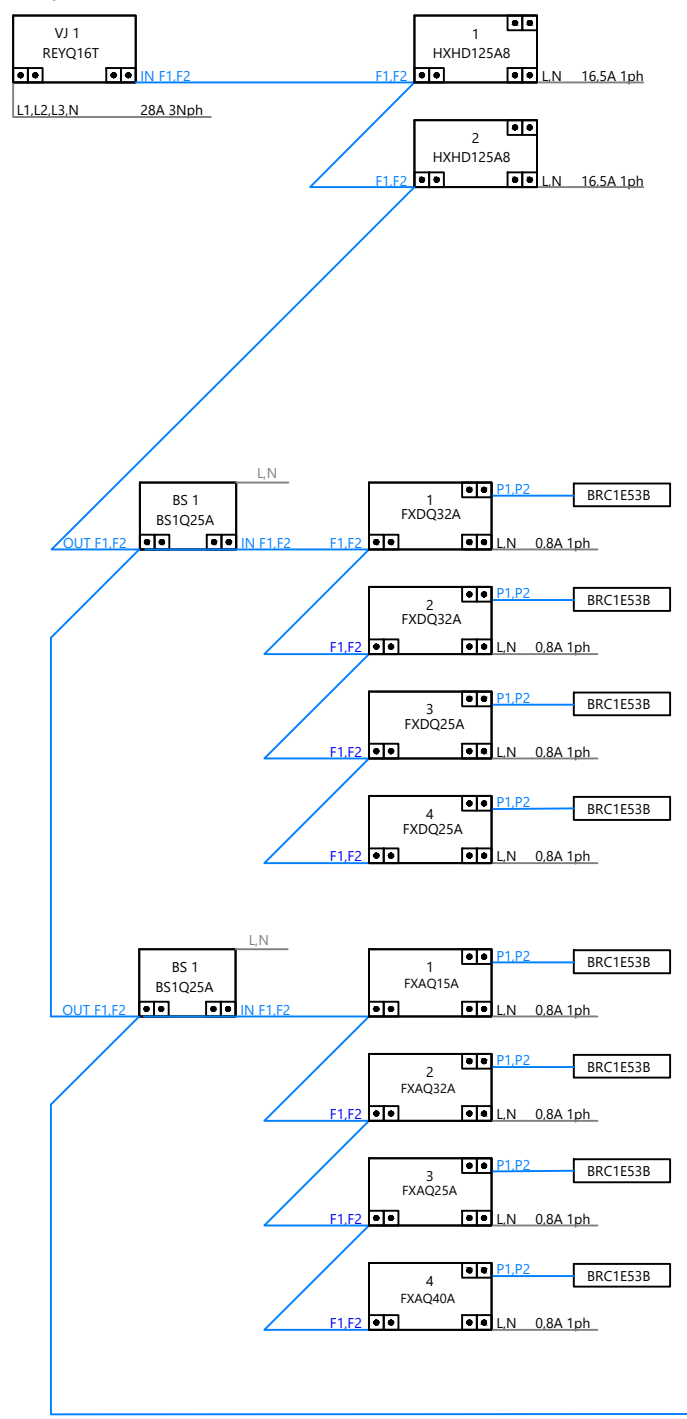 VJ 1
REYQ16T
IN F1,F2
L1,L2,L3,N 28A 3Nph
1
HXHD125A8
F1,F2
L,N 16,5A 1ph
2
HXHD125A8
F1,F2
L,N 16,5A 1ph
L,N
BS 1
BS1Q25A
OUT F1,F2
IN F1,F2
1
FXDQ32A
P1,P2
BRC1E53B
F1,F2
L,N 0,8A 1ph
2
FXDQ32A
P1,P2
BRC1E53B
F1,F2
L,N 0,8A 1ph
3
FXDQ25A
P1,P2
BRC1E53B
F1,F2
L,N 0,8A 1ph
4
FXDQ25A
P1,P2
BRC1E53B
F1,F2
L,N 0,8A 1ph
L,N
BS 1
BS1Q25A
OUT F1,F2
IN F1,F2
1
FXAQ15A
P1,P2
BRC1E53B
L,N 0,8A 1ph
2
FXAQ32A
P1,P2
BRC1E53B
F1,F2
L,N 0,8A 1ph
3
FXAQ25A
P1,P2
BRC1E53B
F1,F2
L,N 0,8A 1ph
4
FXAQ40A
P1,P2
BRC1E53B
F1,F2
L,N 0,8A 1ph